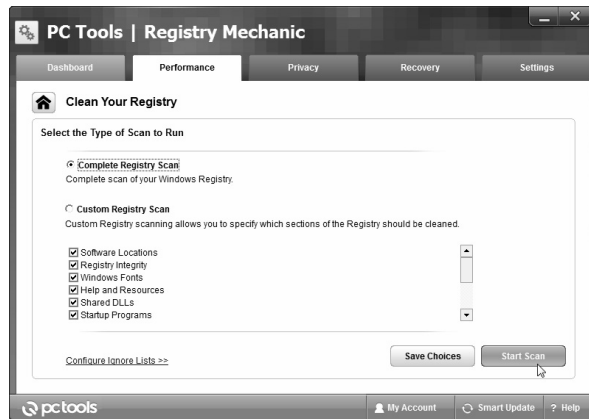 PC Tools | Registry Mechanic
Dashboard Performance Privacy Recovery Settings
Clean Your Registry
Select the Type of Scan to Run
Complete Registry Scan
Complete scan of your Windows Registry.
Custom Registry Scan
Custom Registry scanning allows you to specify which sections of the Registry should be cleaned.
Software Locations
Registry Integrity
Windows Fonts
Help and Resources
Shared DLLs
Startup Programs
Configure Ignore Lists >>
Save Choices Start Scan
pctools My Account Smart Update ? Help